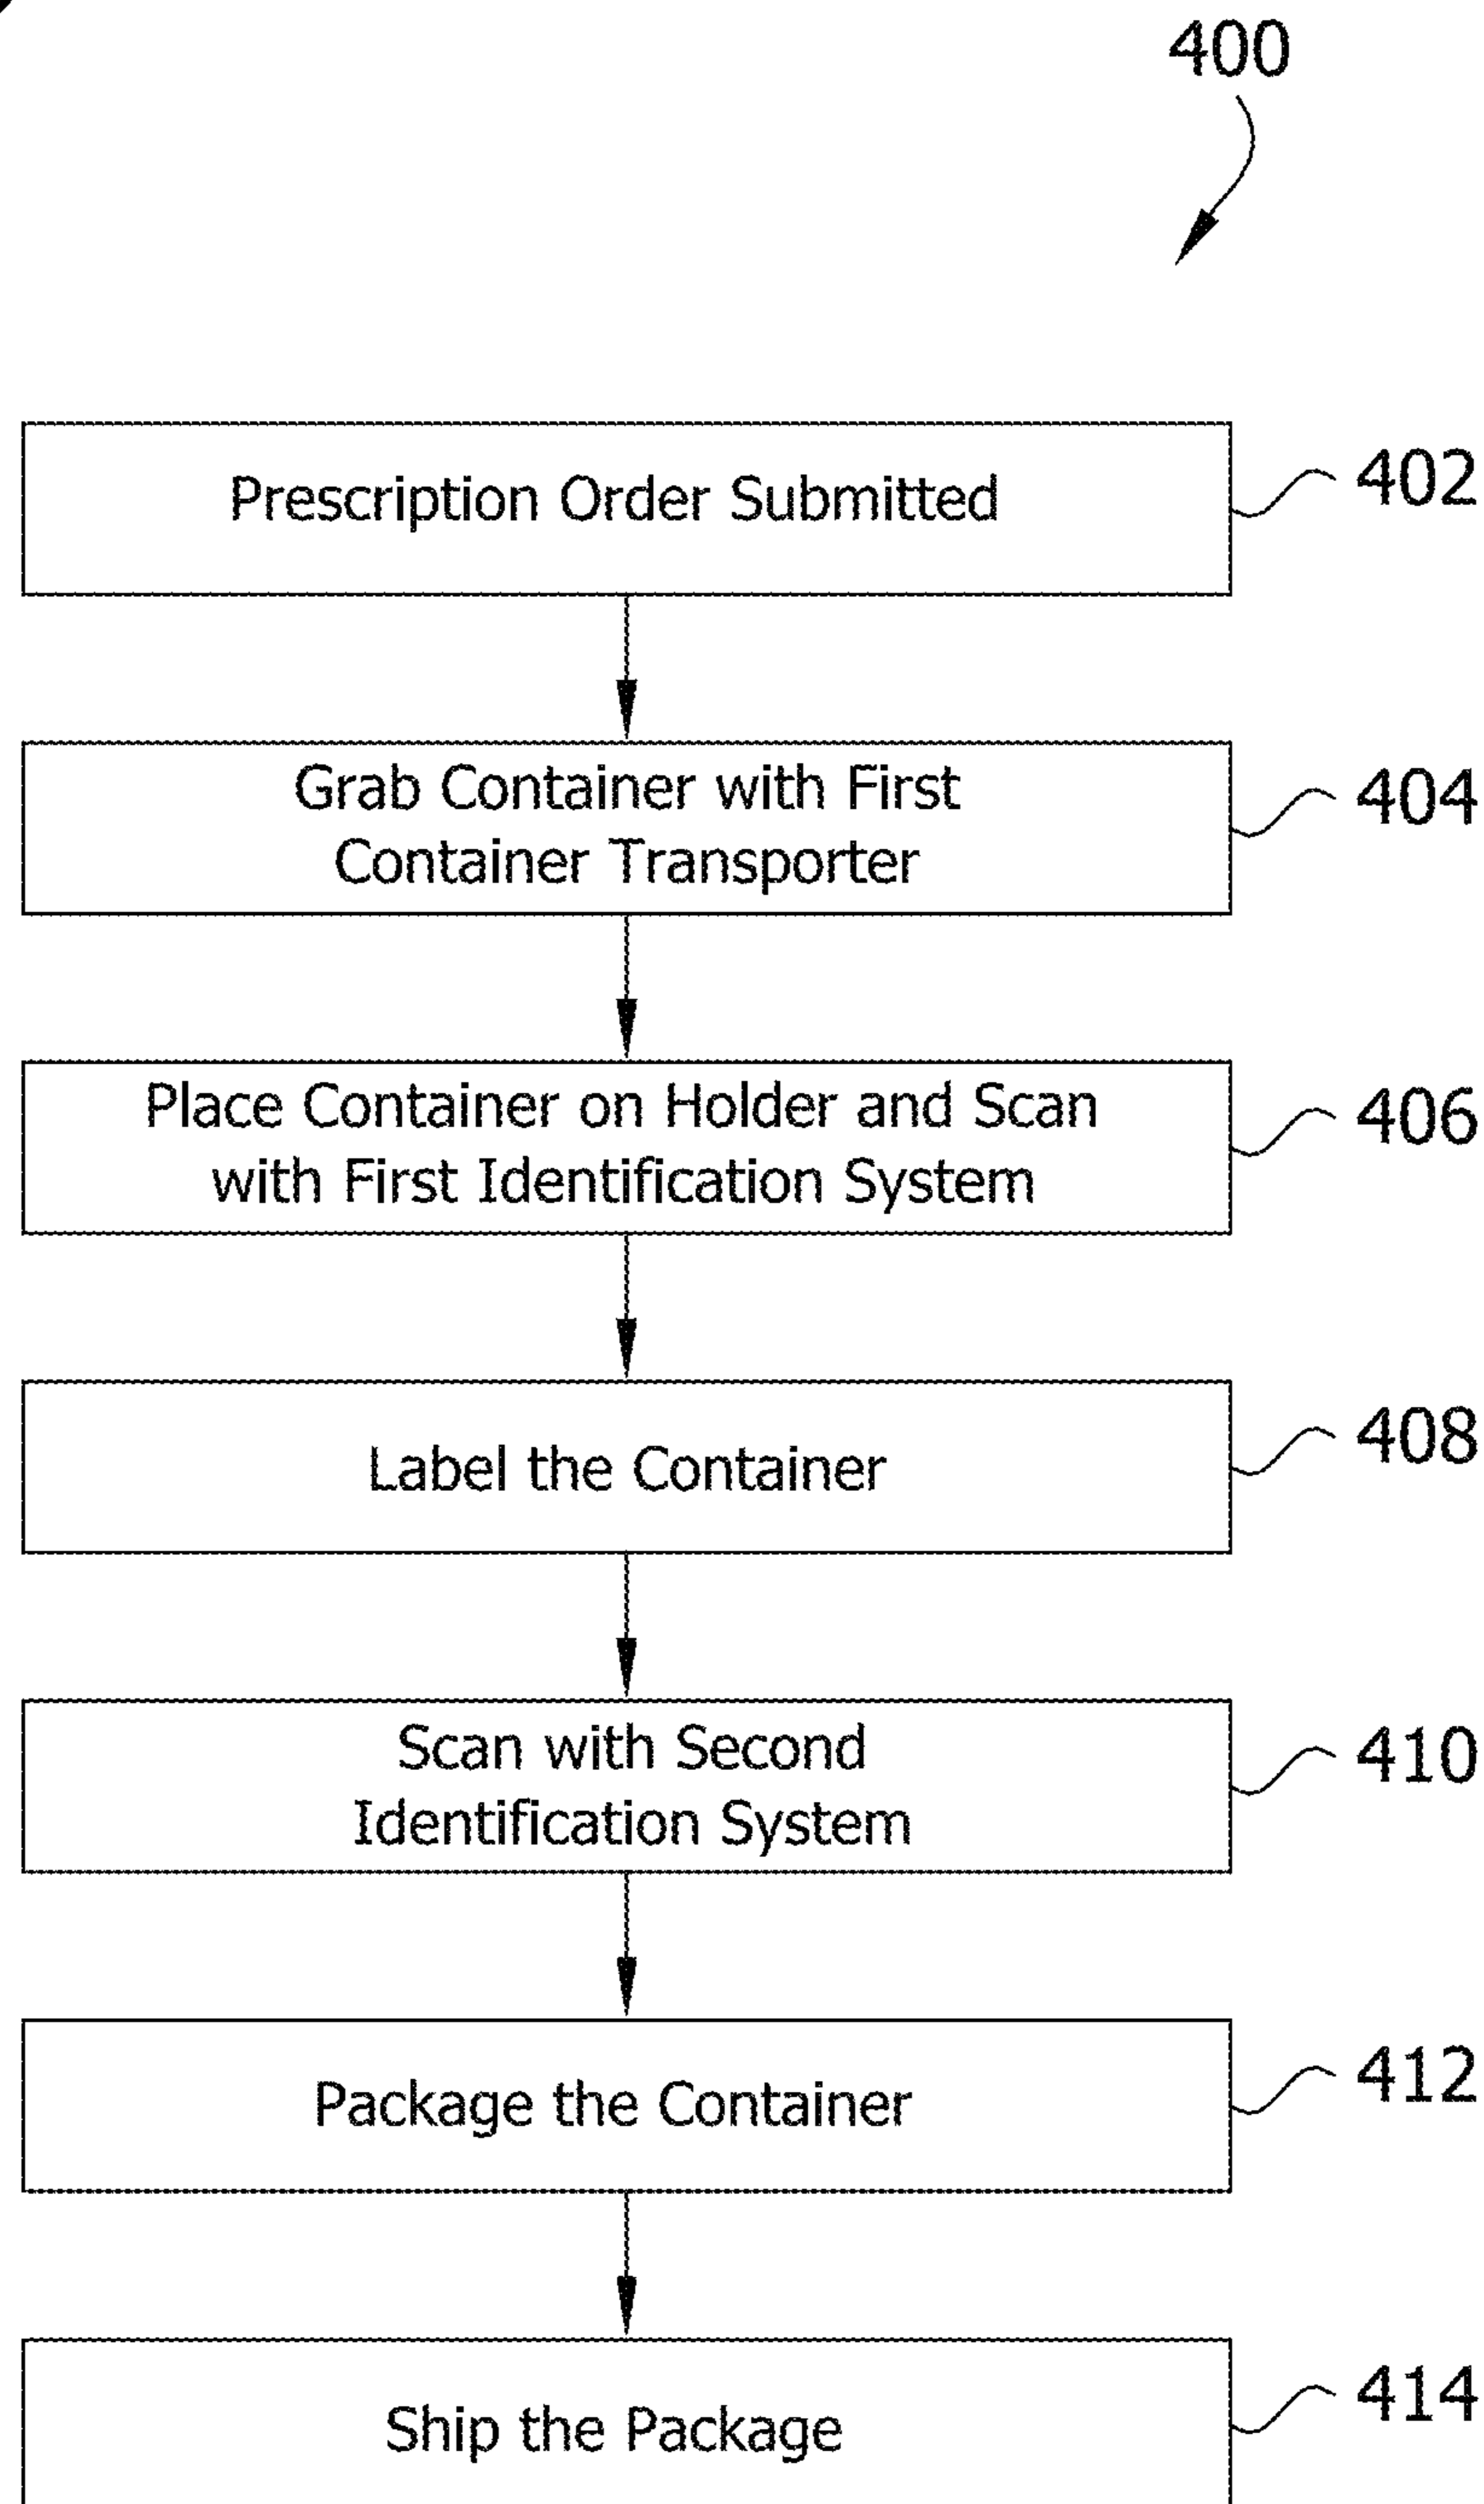 400
Prescription Order Submitted
402
Grab Container with First
Container Transporter
404
Place Container on Holder and Scan
with First Identification System
406
Label the Container
408
Scan with Second
Identification System
410
Package the Container
412
Ship the Package
414